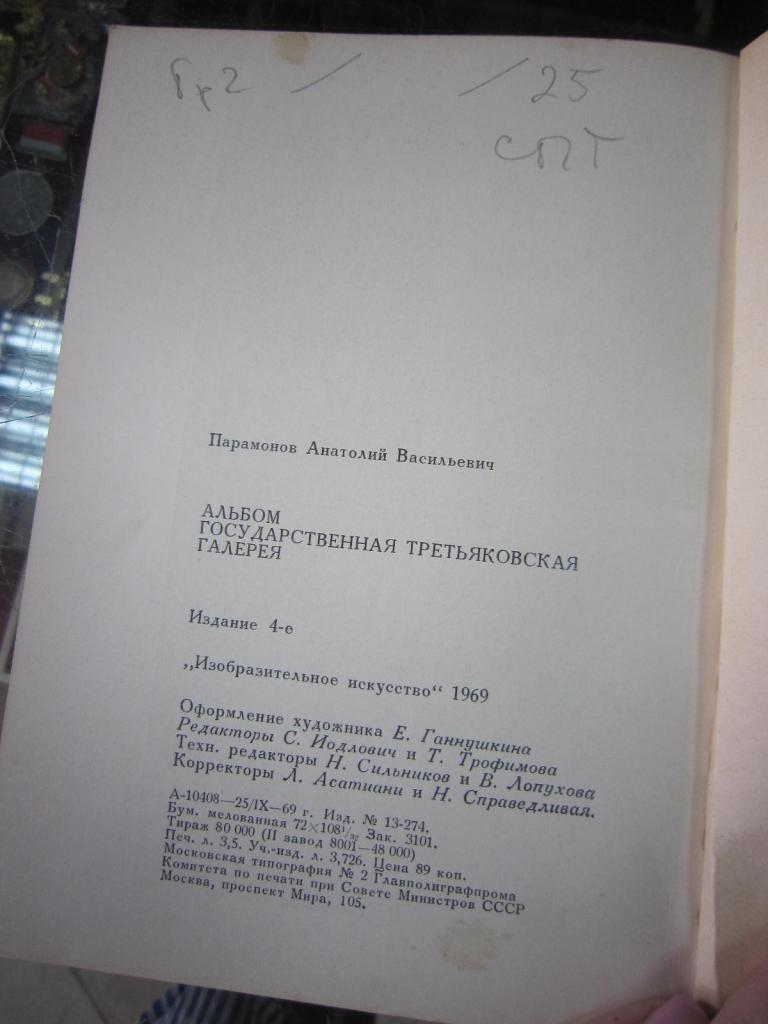 / / 25
СПТ
Парамонов Анатолий Васильевич
АЛЬБОМ
ГОСУДАРСТВЕННАЯ ТРЕТЬЯКОВСКАЯ
ГАЛЕРЕЯ
Издание 4-е
„Изобразительное искусство“ 1969
Оформление художника Е. Ганнушкина
Редакторы С. Иодлович и Т. Трофимова
Техн. редакторы Н. Сильников и В. Лопухова
Корректоры Л. Асатиани и Н. Справедливая.
А-10408—25/IX—69 г. Изд. № 13-274.
Бум. мелованная 72×108¹/₃₂ Зак. 3101.
Тираж 80 000 (II завод 8001—48 000)
Печ. л. 3,5. Уч.-изд. л. 3,726. Цена 89 коп.
Московская типография № 2 Главполиграфпрома
Комитета по печати при Совете Министров СССР
Москва, проспект Мира, 105.